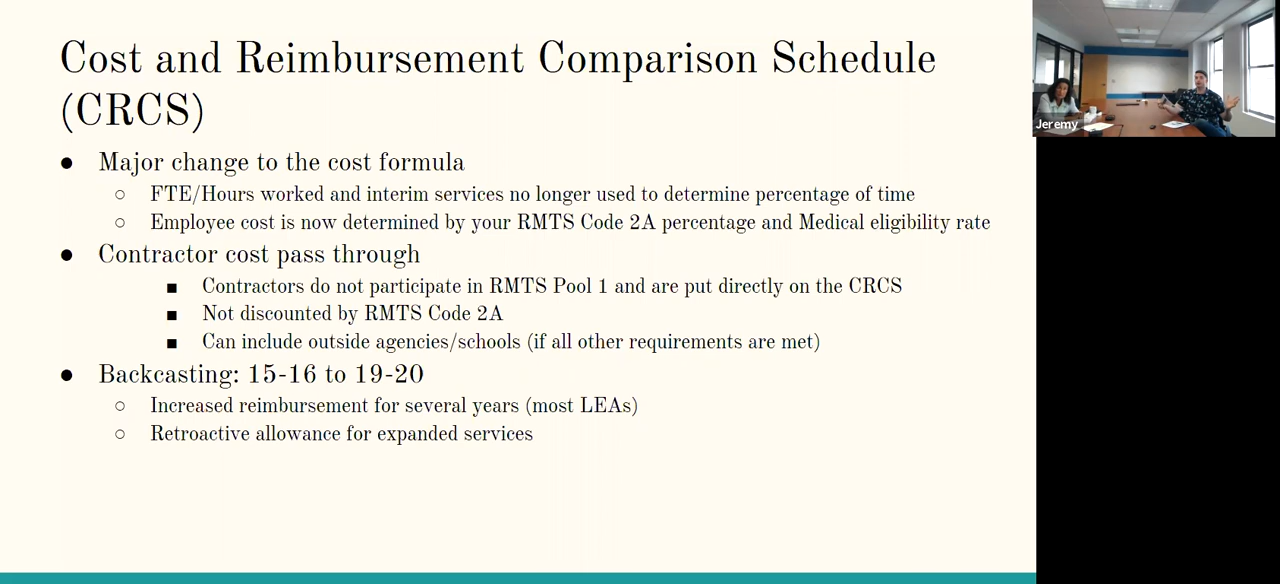 Cost and Reimbursement Comparison Schedule
(CRCS)
● Major change to the cost formula
○ FTE/Hours worked and interim services no longer used to determine percentage of time
○ Employee cost is now determined by your RMTS Code 2A percentage and Medical eligibility rate
● Contractor cost pass through
■ Contractors do not participate in RMTS Pool 1 and are put directly on the CRCS
■ Not discounted by RMTS Code 2A
■ Can include outside agencies/schools (if all other requirements are met)
● Backcasting: 15-16 to 19-20
○ Increased reimbursement for several years (most LEAs)
○ Retroactive allowance for expanded services
Jeremy